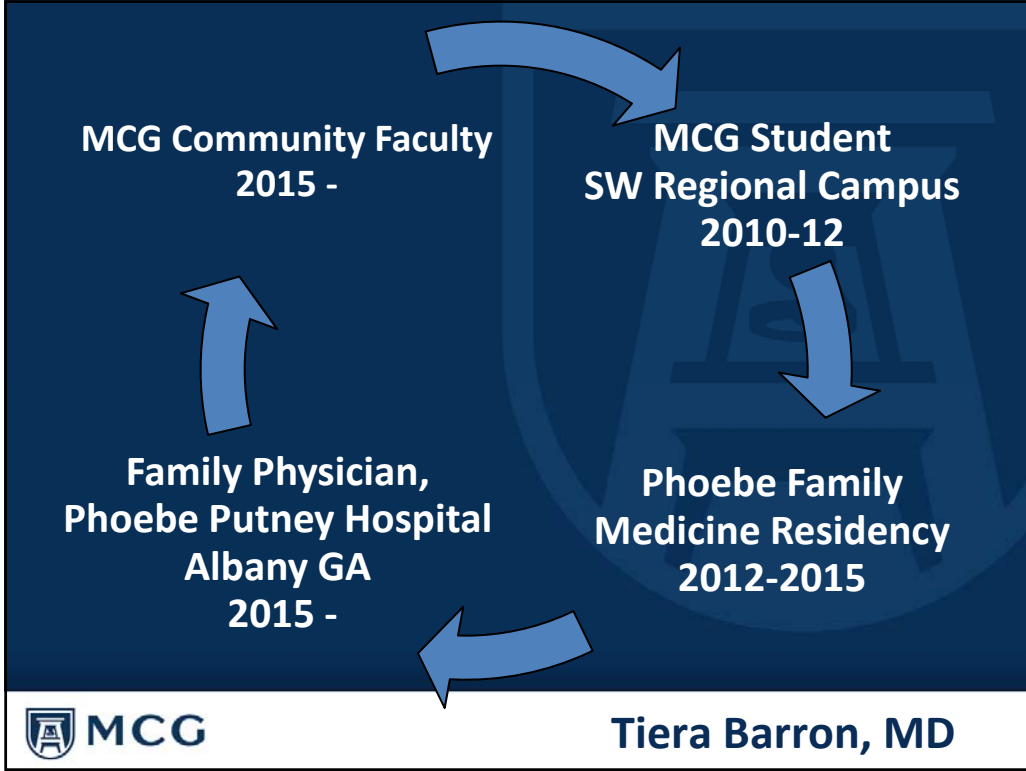 MCG Community Faculty
2015 -
MCG Student
SW Regional Campus
2010-12
Family Physician,
Phoebe Putney Hospital
Albany GA
2015 -
Phoebe Family
Medicine Residency
2012-2015
MCG
Tiera Barron, MD